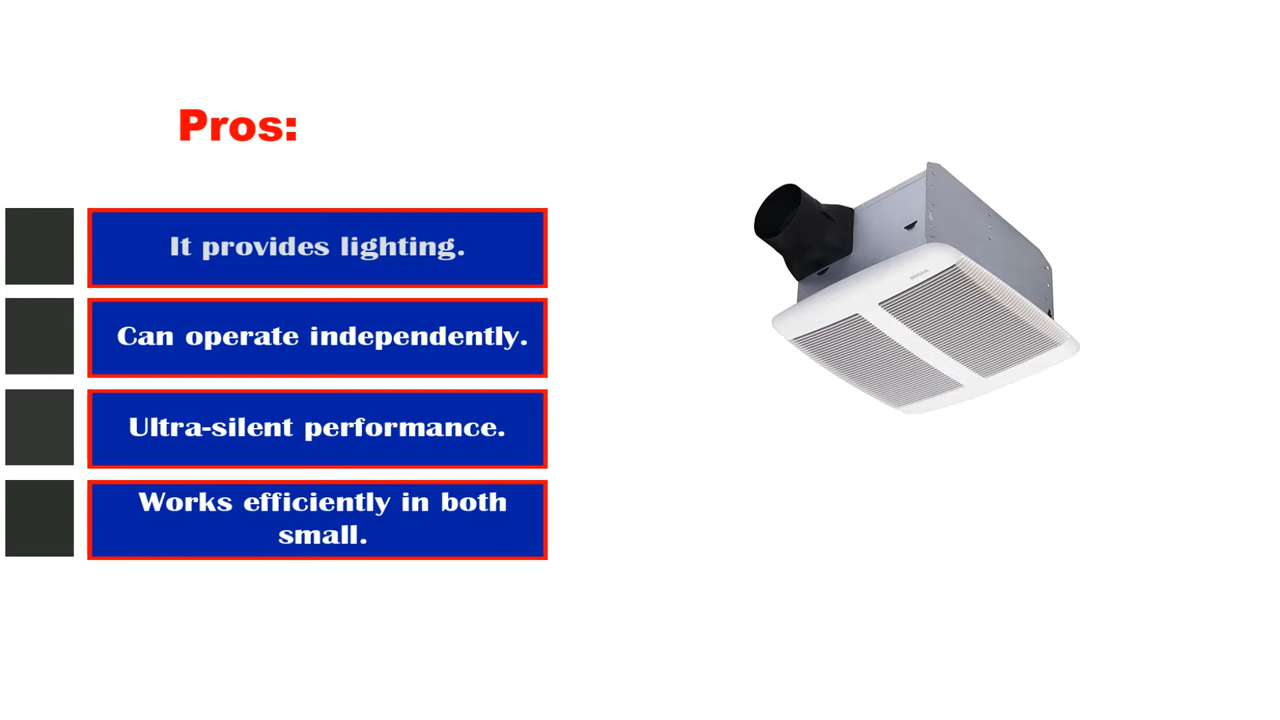 Pros:
It provides lighting.
Can operate independently.
Ultra-silent performance.
Works efficiently in both
small.